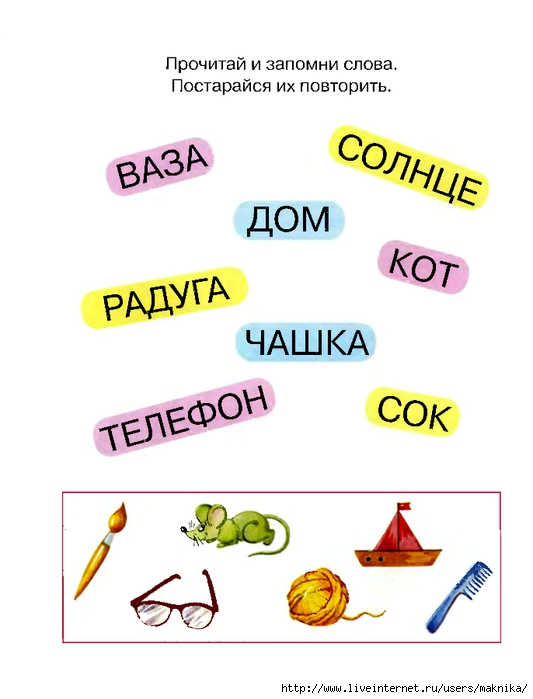 Прочитай и запомни слова.
Постарайся их повторить.
ВАЗА
СОЛНЦЕ
ДОМ
КОТ
РАДУГА
ЧАШКА
ТЕЛЕФОН
СОК
http://www.liveinternet.ru/users/maknika/